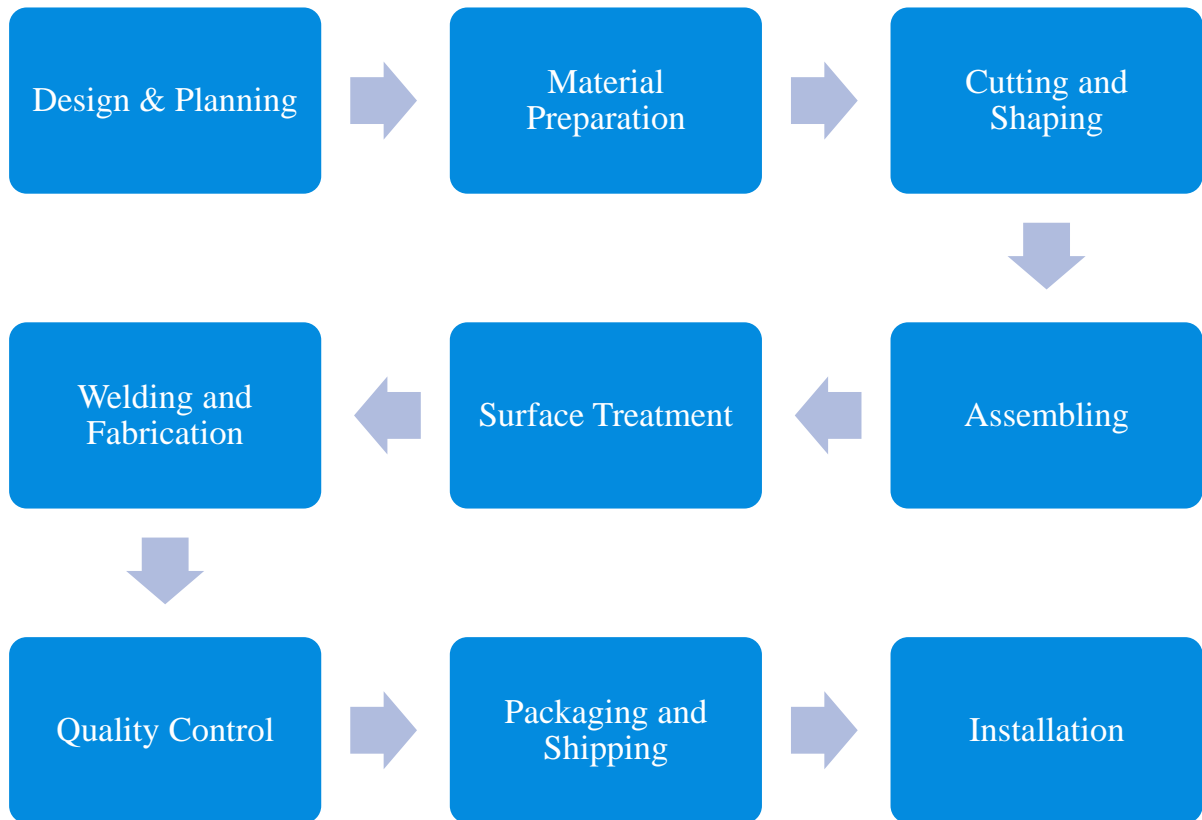 Design & Planning
Material
Preparation
Cutting and
Shaping
Assembling
Surface Treatment
Welding and
Fabrication
Quality Control
Packaging and
Shipping
Installation